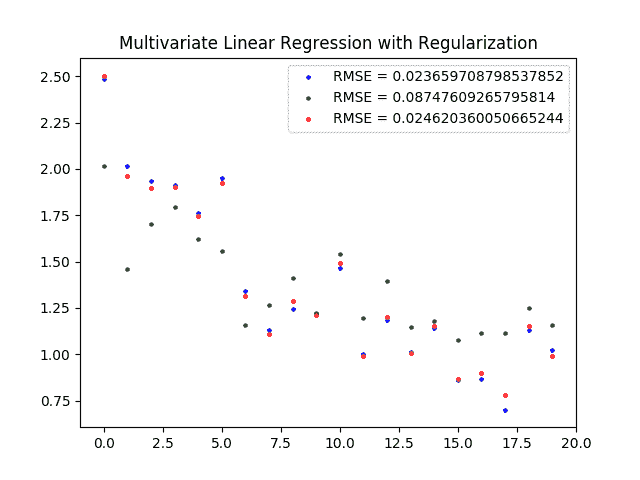 Multivariate Linear Regression with Regularization
RMSE = 0.023659708798537852
RMSE = 0.08747609265795814
RMSE = 0.024620360050665244
2.50
2.25
2.00
1.75
1.50
1.25
1.00
0.75
0.0 2.5 5.0 7.5 10.0 12.5 15.0 17.5 20.0